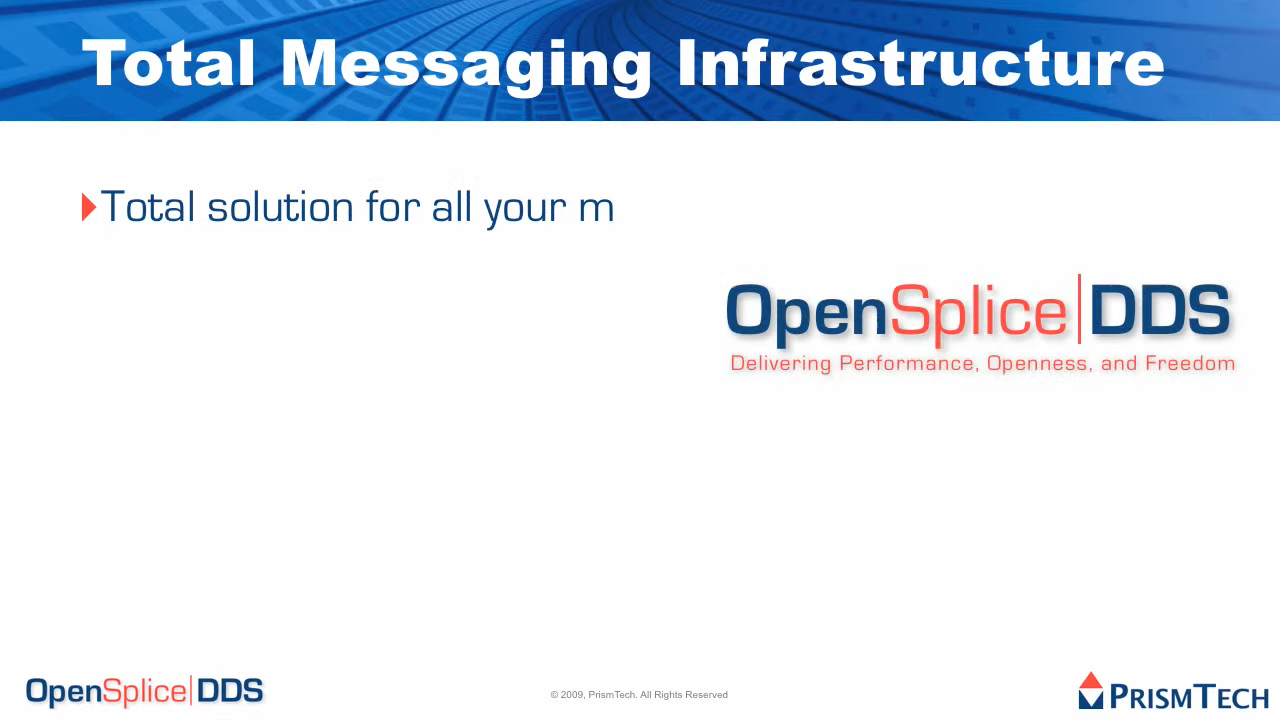 Total Messaging Infrastructure
Total solution for all your m
OpenSplice|DDS
Delivering Performance, Openness, and Freedom
OpenSplice|DDS
© 2009, PrismTech. All Rights Reserved
PRISMTECH